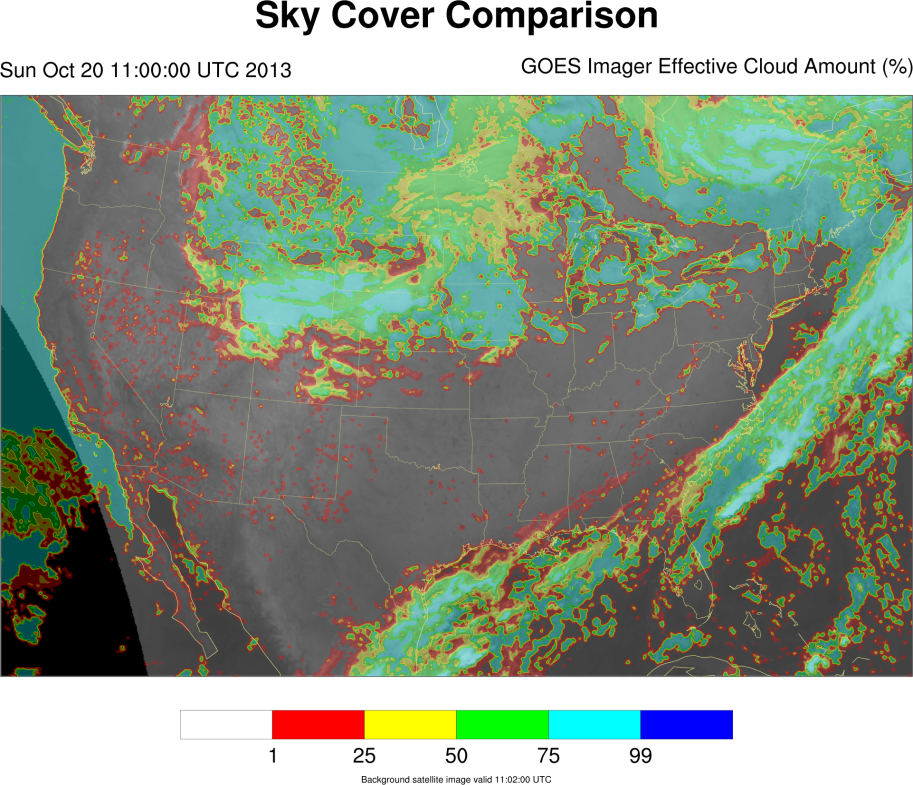 Sky Cover Comparison
Sun Oct 20 11:00:00 UTC 2013
GOES Imager Effective Cloud Amount (%)
1 25 50 75 99
Background satellite image valid 11:02:00 UTC